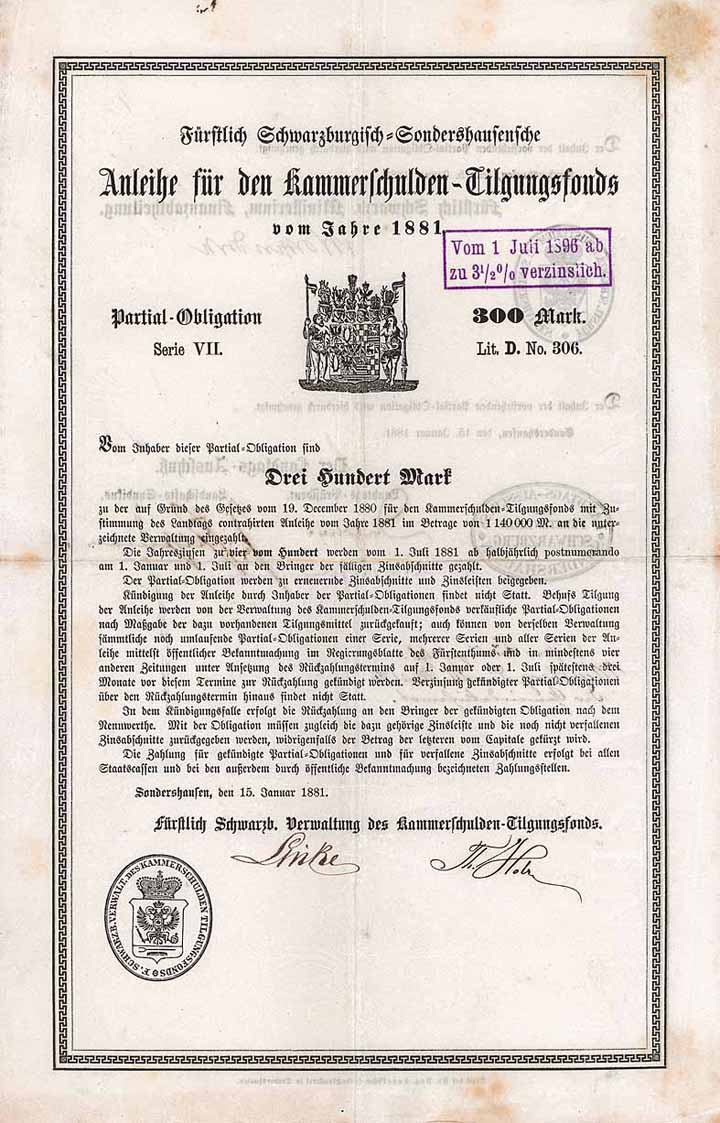 Fürstlich Schwarzburgisch-Sondershausensche
Anleihe für den Kammerschulden-Tilgungsfonds
vom Jahre 1881
Vom 1 Juli 1896 ab
zu 3½% verzinslich.
Partial-Obligation
300 Mark.
Serie VII.
Lit. D. No. 306.
Vom Inhaber dieser Partial-Obligation sind
Drei Hundert Mark
zu der auf Grund des Gesetzes vom 19. December 1880 für den Kammerschulden-Tilgungsfonds mit Zu-
stimmung des Landtags contrahirten Anleihe vom Jahre 1881 im Betrage von 1 140 000 M. an die unter-
zeichnete Verwaltung eingezahlt.
Die Jahreszinsen zu vier vom Hundert werden vom 1. Juli 1881 ab halbjährlich postnumerando
am 1. Januar und 1. Juli an den Bringer der fälligen Zinsabschnitte gezahlt.
Der Partial-Obligation werden zu erneuernde Zinsabschnitte und Zinsleisten beigegeben.
Kündigung der Anleihe durch Inhaber der Partial-Obligationen findet nicht Statt. Behufs Tilgung
der Anleihe werden von der Verwaltung des Kammerschulden-Tilgungsfonds verkäufliche Partial-Obligationen
nach Maßgabe der dazu vorhandenen Tilgungsmittel zurückgekauft; auch können von derselben Verwaltung
sämmtliche noch umlaufende Partial-Obligationen einer Serie, mehrerer Serien und aller Serien der An-
leihe mittelst öffentlicher Bekanntmachung im Regierungsblatte des Fürstenthums und in mindestens vier
anderen Zeitungen unter Ansetzung des Rückzahlungstermins auf 1. Januar oder 1. Juli spätestens drei
Monate vor diesem Termine zur Rückzahlung gekündigt werden. Verzinsung gekündigter Partial-Obligationen
über den Rückzahlungstermin hinaus findet nicht Statt.
In dem Kündigungsfalle erfolgt die Rückzahlung an den Bringer der gekündigten Obligation nach dem
Nennwerthe. Mit der Obligation müssen zugleich die dazu gehörige Zinsleiste und die noch nicht verfallenen
Zinsabschnitte zurückgegeben werden, widrigenfalls der Betrag der letzteren vom Capitale gekürzt wird.
Die Zahlung für gekündigte Partial-Obligationen und für verfallene Zinsabschnitte erfolgt bei allen
Staatscassen und bei den außerdem durch öffentliche Bekanntmachung bezeichneten Zahlungsstellen.
Sondershausen, den 15. Januar 1881.
Fürstlich Schwarzb. Verwaltung des Kammerschulden-Tilgungsfonds.
F. SCHWARZB. VERWALT. DES KAMMERSCHULDEN TILGUNGSFONDS